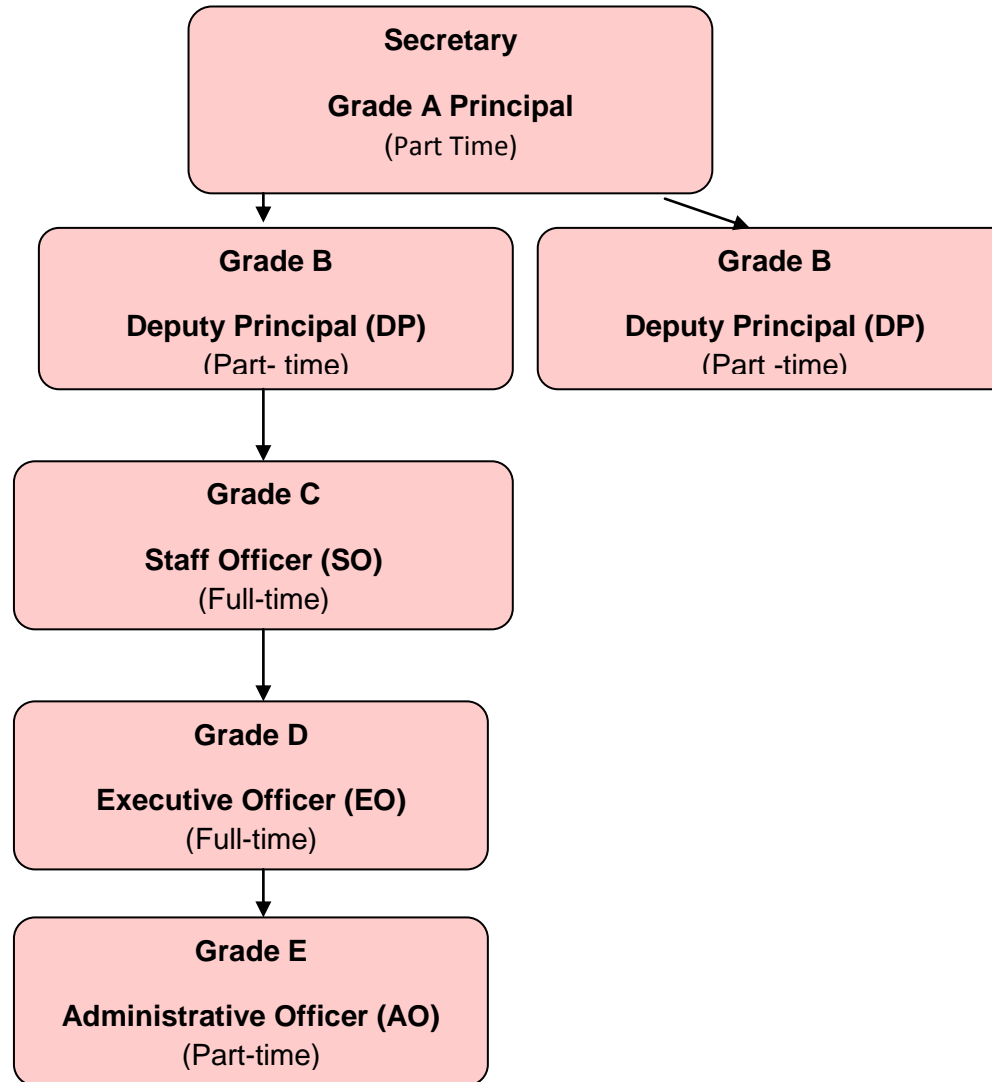 Secretary
Grade A Principal
(Part Time)
Grade B
Deputy Principal (DP)
(Part- time)
Grade B
Deputy Principal (DP)
(Part -time)
Grade C
Staff Officer (SO)
(Full-time)
Grade D
Executive Officer (EO)
(Full-time)
Grade E
Administrative Officer (AO)
(Part-time)